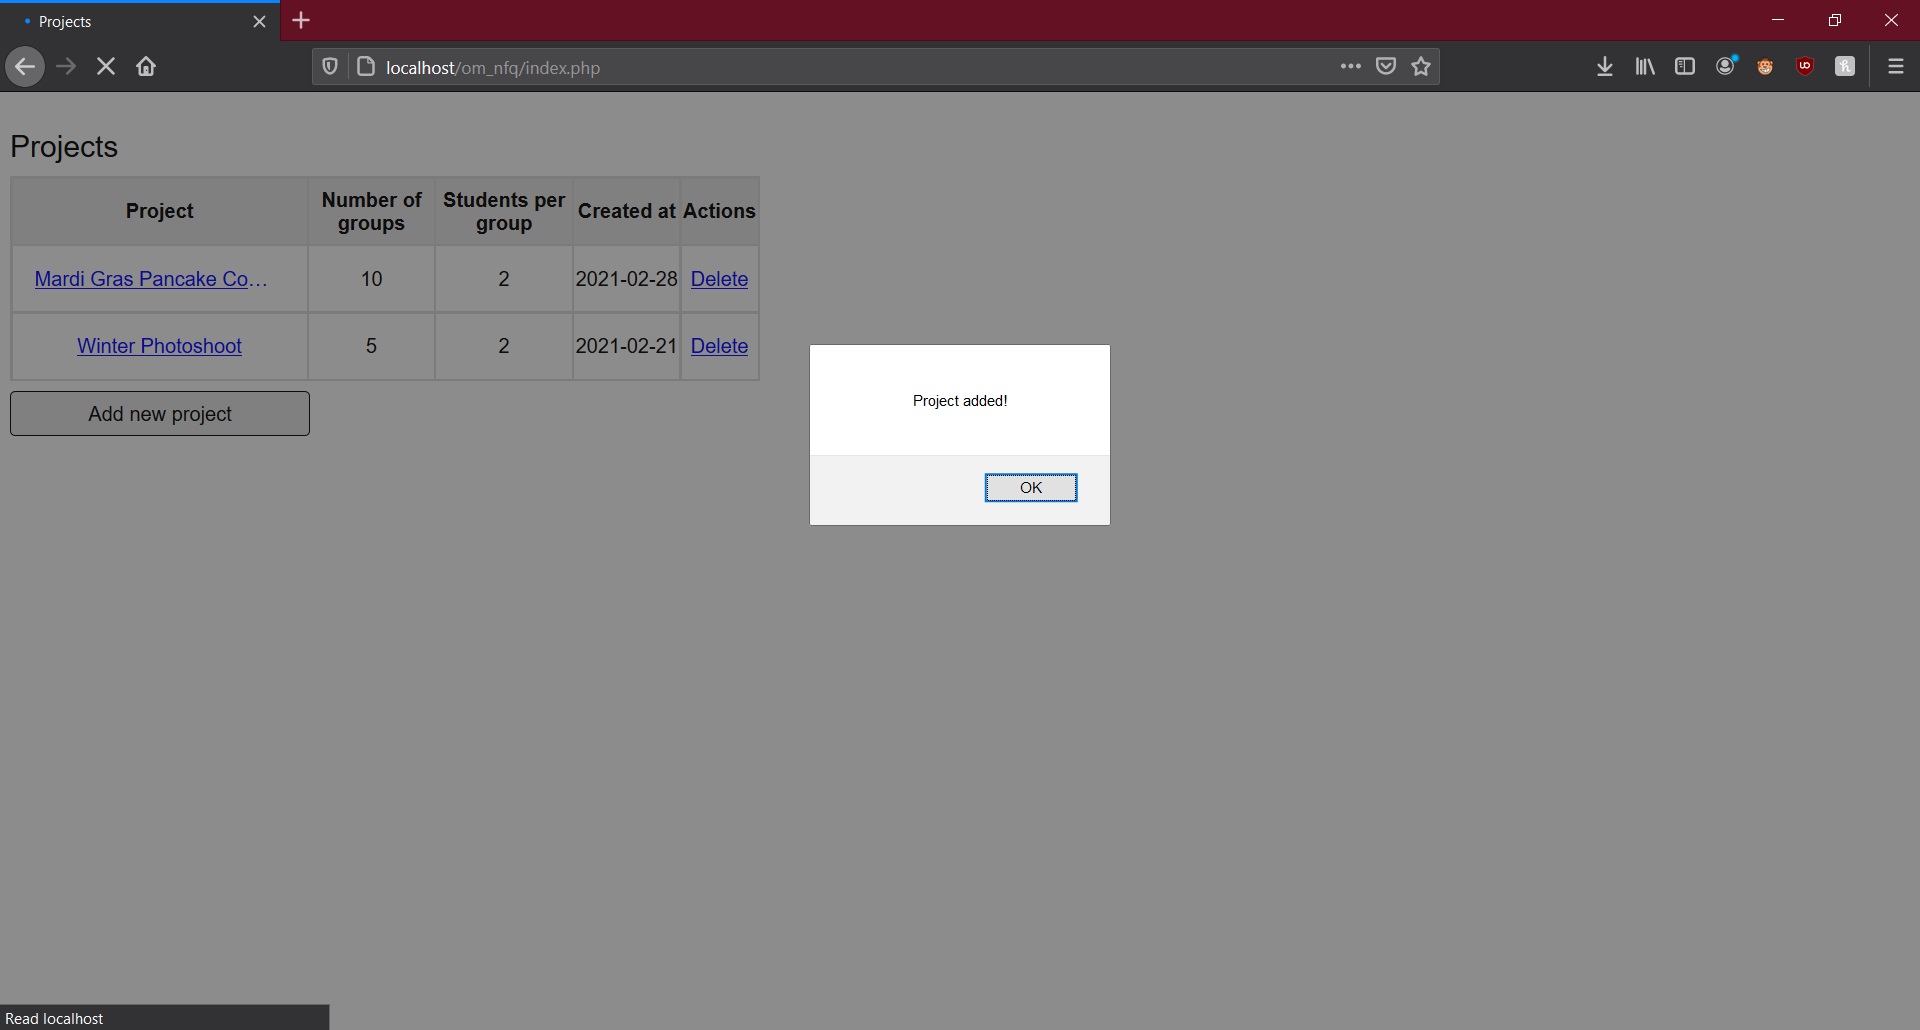 Projects
localhost/om_nfq/index.php
Projects
Project
Number of groups
Students per group
Created at
Actions
Mardi Gras Pancake Co…
10
2
2021-02-28
Delete
Winter Photoshoot
5
2
2021-02-21
Delete
Add new project
Project added!
OK
Read localhost